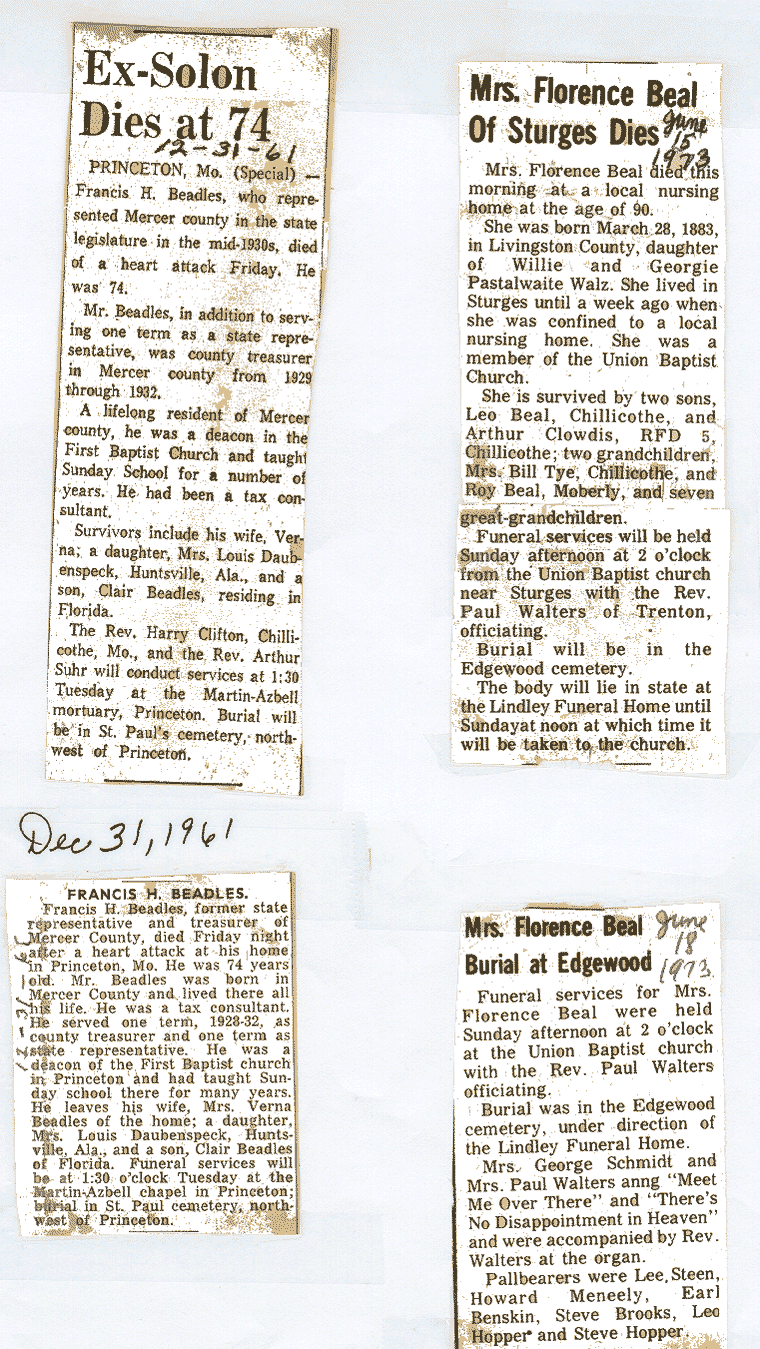 Ex-Solon
Dies at 74
12-31-61
PRINCETON, Mo. (Special) —
Francis H. Beadles, who repre-
sented Mercer county in the state
legislature in the mid-1930s, died
of a heart attack Friday. He
was 74.
Mr. Beadles, in addition to serv-
ing one term as a state repre-
sentative, was county treasurer
in Mercer county from 1929
through 1932.
A lifelong resident of Mercer
county, he was a deacon in the
First Baptist Church and taught
Sunday School for a number of
years. He had been a tax con-
sultant.
Survivors include his wife, Ver-
na; a daughter, Mrs. Louis Daub-
enspeck, Huntsville, Ala., and a
son, Clair Beadles, residing in
Florida.
The Rev. Harry Clifton, Chilli-
cothe, Mo., and the Rev. Arthur
Suhr will conduct services at 1:30
Tuesday at the Martin-Azbell
mortuary, Princeton. Burial will
be in St. Paul's cemetery, north-
west of Princeton.
Dec 31, 1961
FRANCIS H. BEADLES.
Francis H. Beadles, former state
representative and treasurer of
Mercer County, died Friday night
after a heart attack at his home
in Princeton, Mo. He was 74 years
old. Mr. Beadles was born in
Mercer County and lived there all
his life. He was a tax consultant.
He served one term, 1928-32, as
county treasurer and one term as
state representative. He was a
deacon of the First Baptist church
in Princeton and had taught Sun-
day school there for many years.
He leaves his wife, Mrs. Verna
Beadles of the home; a daughter,
Mrs. Louis Daubenspeck, Hunts-
ville, Ala., and a son, Clair Beadles
of Florida. Funeral services will
be at 1:30 o'clock Tuesday at the
Martin-Azbell chapel in Princeton;
burial in St. Paul cemetery, north-
west of Princeton.
12-31-61
Mrs. Florence Beal
Of Sturges Dies
June
15
1973
Mrs. Florence Beal died this
morning at a local nursing
home at the age of 90.
She was born March 28, 1883,
in Livingston County, daughter
of Willie and Georgie
Pastalwaite Walz. She lived in
Sturges until a week ago when
she was confined to a local
nursing home. She was a
member of the Union Baptist
Church.
She is survived by two sons,
Leo Beal, Chillicothe, and
Arthur Clowdis, RFD 5,
Chillicothe; two grandchildren,
Mrs. Bill Tye, Chillicothe, and
Roy Beal, Moberly, and seven
great-grandchildren.
Funeral services will be held
Sunday afternoon at 2 o'clock
from the Union Baptist church
near Sturges with the Rev.
Paul Walters of Trenton,
officiating.
Burial will be in the
Edgewood cemetery.
The body will lie in state at
the Lindley Funeral Home until
Sundayat noon at which time it
will be taken to the church.
Mrs. Florence Beal
Burial at Edgewood
June
18
1973
Funeral services for Mrs.
Florence Beal were held
Sunday afternoon at 2 o'clock
at the Union Baptist church
with the Rev. Paul Walters
officiating.
Burial was in the Edgewood
cemetery, under direction of
the Lindley Funeral Home.
Mrs. George Schmidt and
Mrs. Paul Walters anng "Meet
Me Over There" and "There's
No Disappointment in Heaven"
and were accompanied by Rev.
Walters at the organ.
Pallbearers were Lee Steen,
Howard Meneely, Earl
Benskin, Steve Brooks, Leo
Hopper and Steve Hopper.